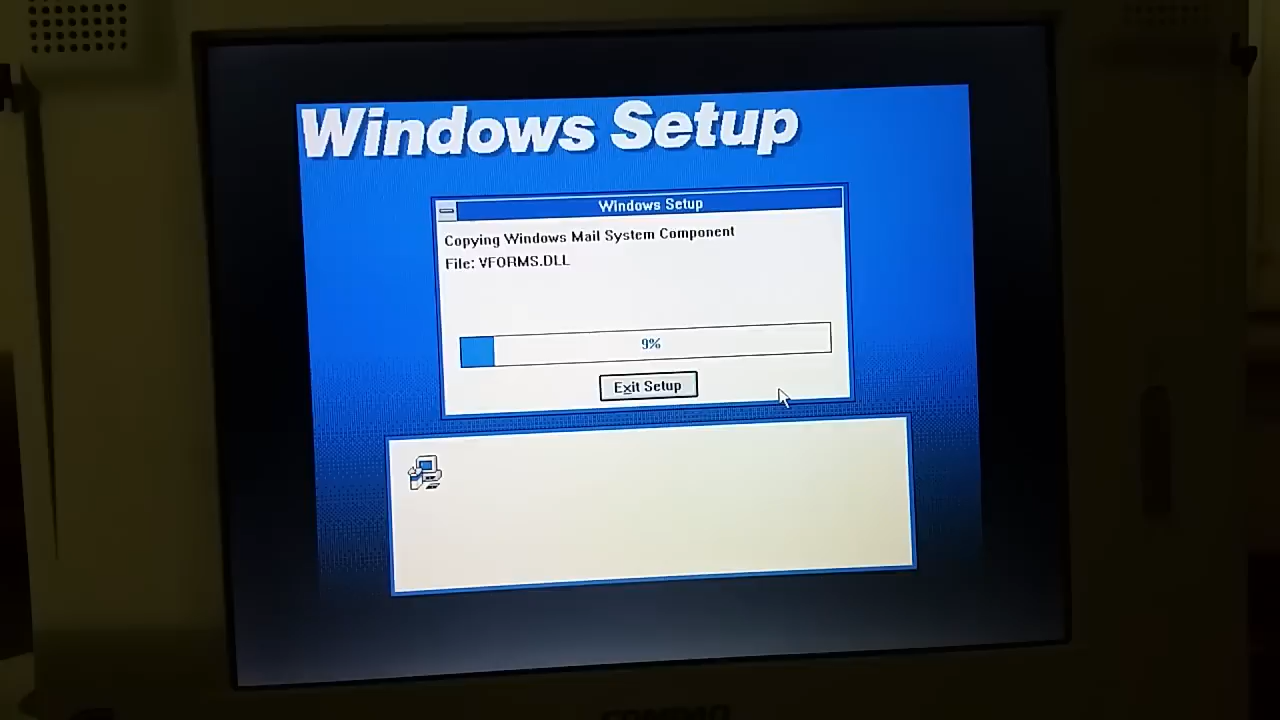 Windows Setup
Windows Setup
Copying Windows Mail System Component
File: VFORMS.DLL
9%
Exit Setup